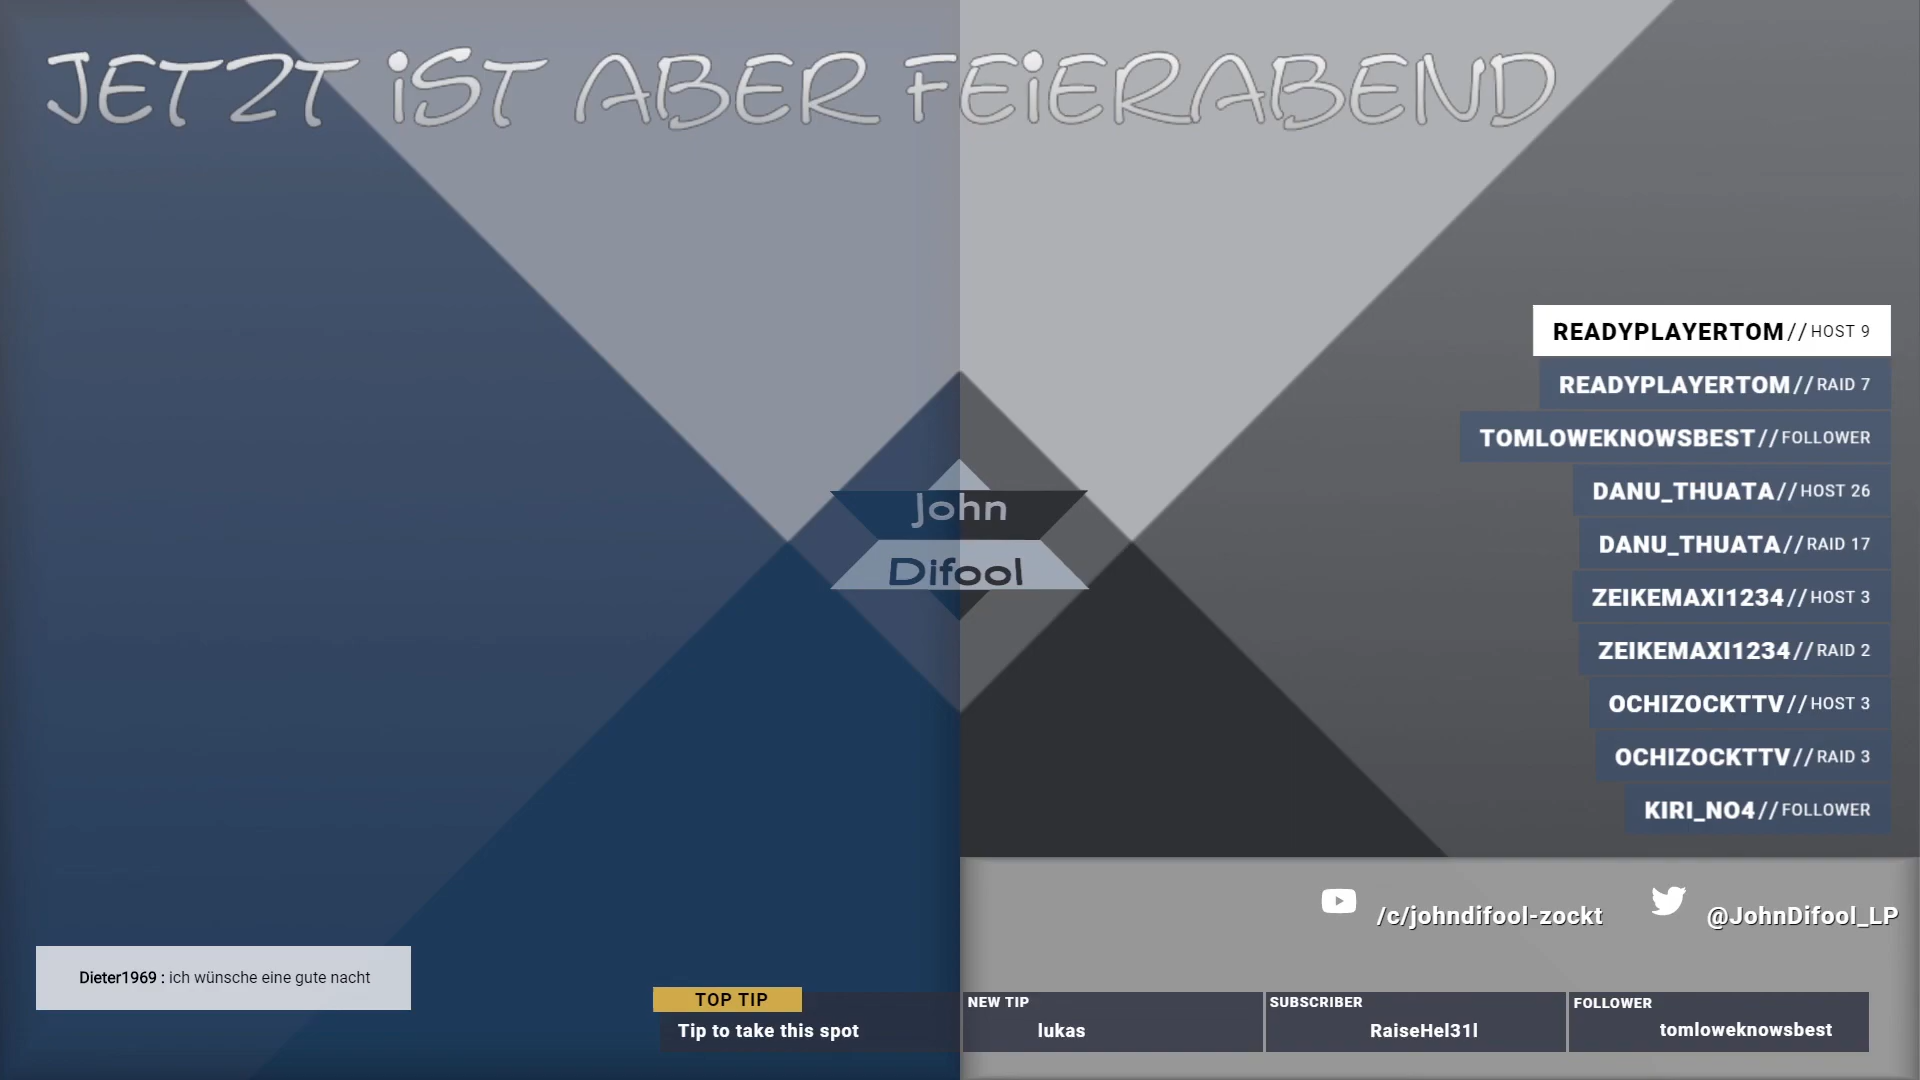 JETZT iST ABER FEiERABEND
READYPLAYERTOM//HOST 9
READYPLAYERTOM//RAID 7
TOMLOWEKNOWSBEST//FOLLOWER
DANU_THUATA//HOST 26
DANU_THUATA//RAID 17
ZEIKEMAXI1234//HOST 3
ZEIKEMAXI1234//RAID 2
OCHIZOCKTTV//HOST 3
OCHIZOCKTTV//RAID 3
KIRI_NO4//FOLLOWER
John
Difool
/c/johndifool-zockt
@JohnDifool_LP
Dieter1969 : ich wünsche eine gute nacht
TOP TIP
Tip to take this spot
NEW TIP
lukas
SUBSCRIBER
RaiseHel31l
FOLLOWER
tomloweknowsbest